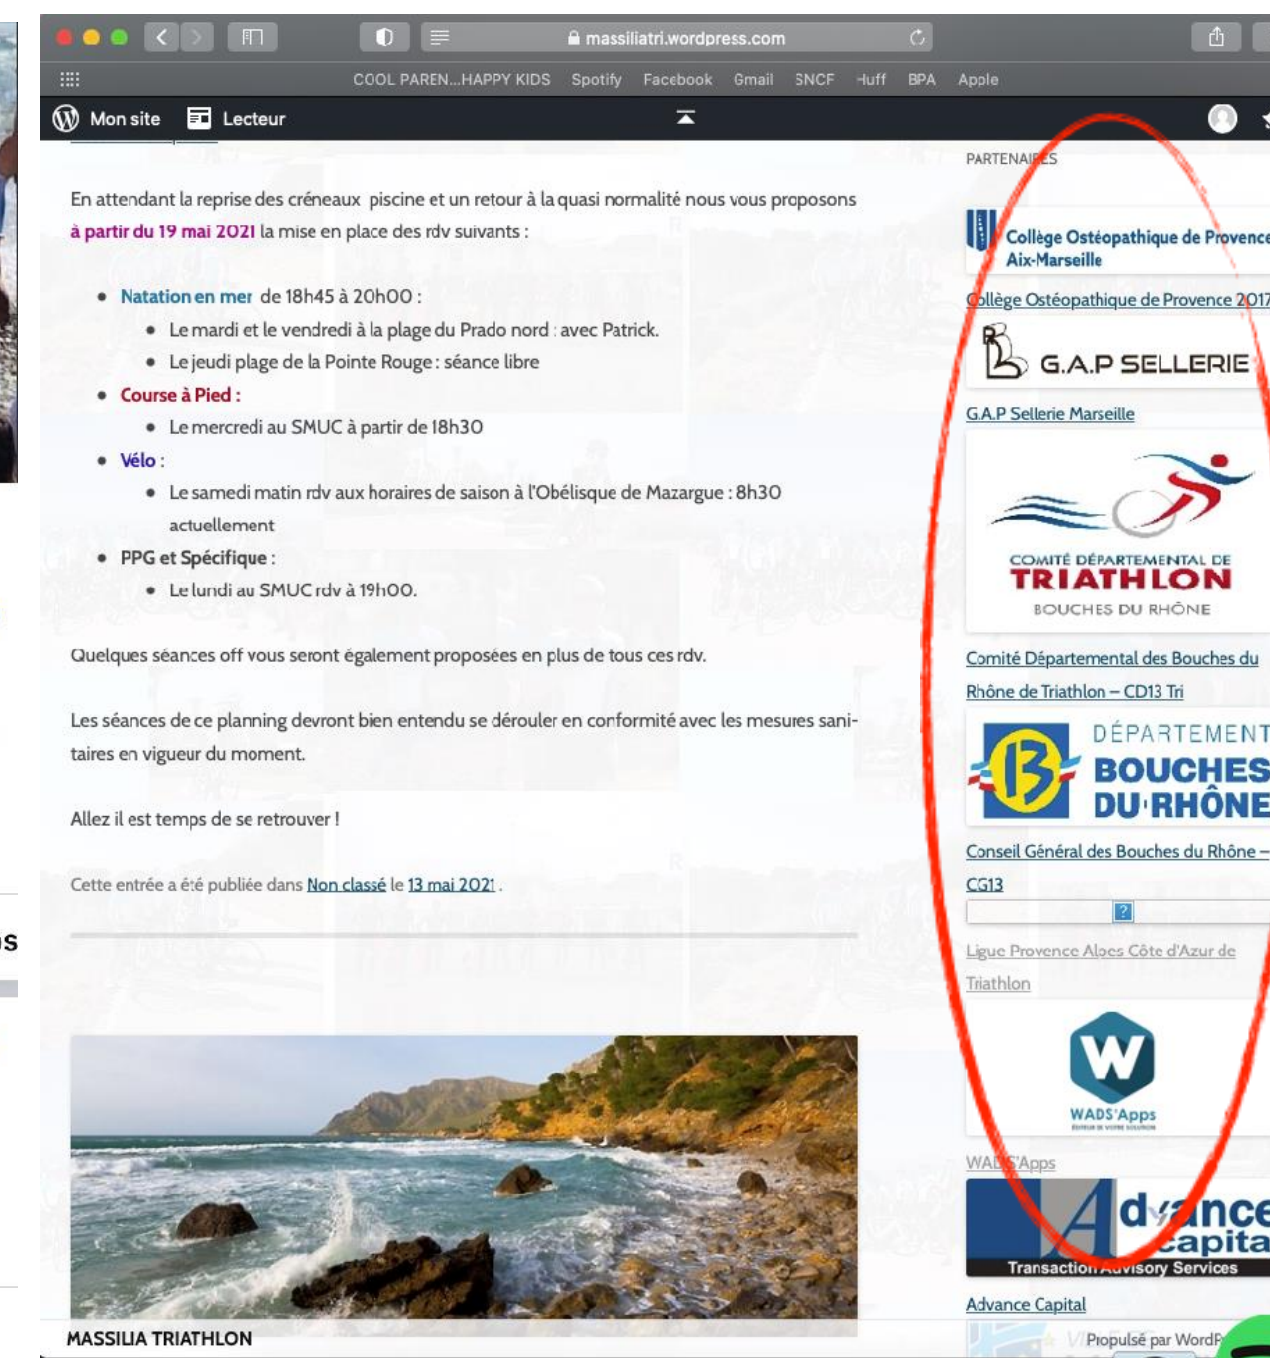 massiliatri.wordpress.com
COOL PAREN...HAPPY KIDS Spotify Facebook Gmail SNCF Huff BPA Apple
Mon site Lecteur
En attendant la reprise des créneaux piscine et un retour à la quasi normalité nous vous proposons
à partir du 19 mai 2021 la mise en place des rdv suivants :
Natation en mer de 18h45 à 20h00 :
Le mardi et le vendredi à la plage du Prado nord : avec Patrick.
Le jeudi plage de la Pointe Rouge : séance libre
Course à Pied :
Le mercredi au SMUC à partir de 18h30
Vélo :
Le samedi matin rdv aux horaires de saison à l'Obélisque de Mazargue : 8h30
actuellement
PPG et Spécifique :
Le lundi au SMUC rdv à 19h00.
Quelques séances off vous seront également proposées en plus de tous ces rdv.
Les séances de ce planning devront bien entendu se dérouler en conformité avec les mesures sani-
taires en vigueur du moment.
Allez il est temps de se retrouver !
Cette entrée a été publiée dans Non classé le 13 mai 2021.
MASSILIA TRIATHLON
PARTENAIRES
Collège Ostéopathique de Provence
Aix-Marseille
Collège Ostéopathique de Provence 2017
G.A.P SELLERIE
G.A.P Sellerie Marseille
COMITÉ DÉPARTEMENTAL DE
TRIATHLON
BOUCHES DU RHÔNE
Comité Départemental des Bouches du
Rhône de Triathlon – CD13 Tri
13
DÉPARTEMENT
BOUCHES
DU RHÔNE
Conseil Général des Bouches du Rhône –
CG13
?
Ligue Provence Alpes Côte d'Azur de
Triathlon
W
WADS'Apps
ÉDITEUR DE VOTRE SOLUTION
WADS'Apps
Advance
capital
Transaction Advisory Services
Advance Capital
Propulsé par